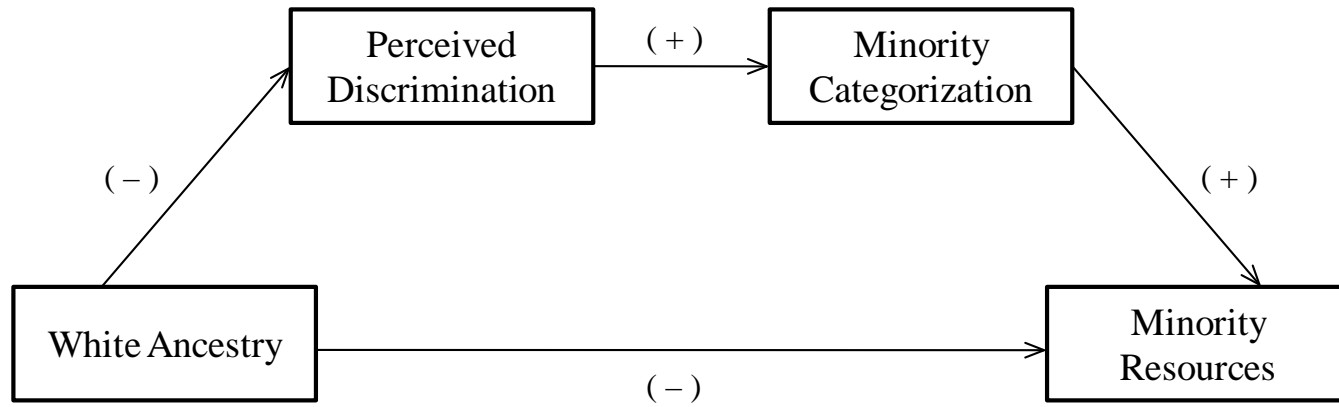 Perceived
Discrimination
( + )
Minority
Categorization
( – )
( + )
White Ancestry
( – )
Minority
Resources